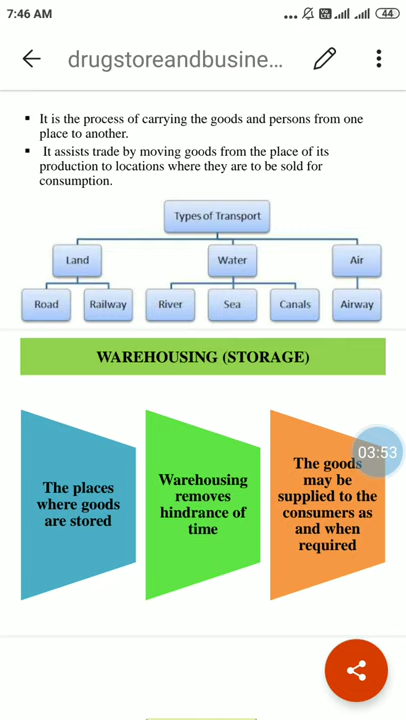 7:46 AM
... Vo LTE 44
drugstoreandbusine...
▪ It is the process of carrying the goods and persons from one
place to another.
▪ It assists trade by moving goods from the place of its
production to locations where they are to be sold for
consumption.
Types of Transport
Land Water Air
Road Railway River Sea Canals Airway
WAREHOUSING (STORAGE)
The places
where goods
are stored
Warehousing
removes
hindrance of
time
The goods
may be
supplied to the
consumers as
and when
required
03:53